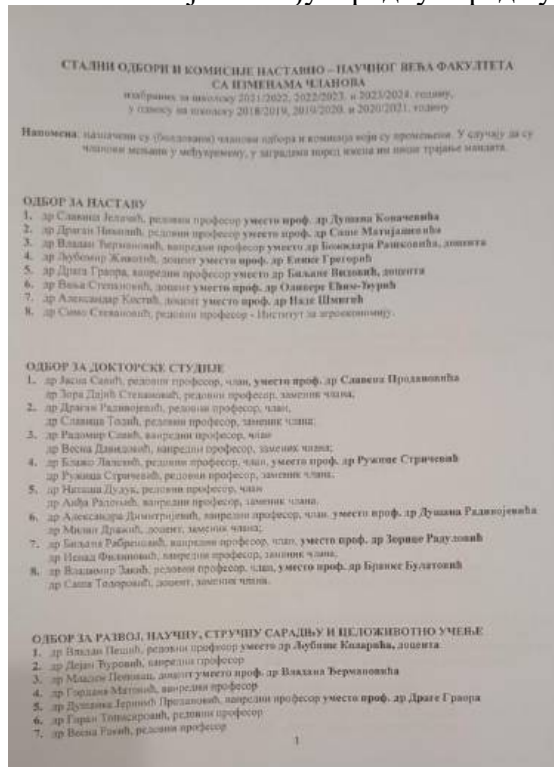 СТАЛНИ ОДБОРИ И КОМИСИЈЕ НАСТАВНО – НАУЧНОГ ВЕЋА ФАКУЛТЕТА
СА ИЗМЕНАМА ЧЛАНОВА
изабраних за школску 2021/2022, 2022/2023. и 2023/2024. годину,
у односу на школску 2018/2019, 2019/2020. и 2020/2021. годину
Напомена: назначени су (болдовани) чланови одбора и комисија који су промењени. У случају да су
чланови мењани у међувремену, у заградама поред имена им пише трајање мандата.
ОДБОР ЗА НАСТАВУ
1. др Славица Јелачић, редовни професор уместо проф. др Душана Ковачевића
2. др Драган Николић, редовни професор уместо проф. др Саше Матијашевића
3. др Владан Ђермановић, ванредни професор уместо др Божидара Рашковића, доцента
4. др Љубомир Животић, доцент уместо проф. др Енике Грегорић
5. др Драга Граора, ванредни професор уместо др Биљане Видовић, доцента
6. др Вања Степановић, доцент уместо проф. др Оливере Ећим-Ђурић
7. др Александар Костић, доцент уместо проф. др Наде Шмигић
8. др Симо Стевановић, редовни професор - Институт за агроекономију.
ОДБОР ЗА ДОКТОРСКЕ СТУДИЈЕ
1. др Јасна Савић, редовни професор, члан, уместо проф. др Славена Продановића
др Зора Дајић Стевановић, редовни професор, заменик члана;
2. др Драган Радивојевић, редовни професор, члан,
др Славица Тодић, редовни професор, заменик члана;
3. др Радомир Савић, ванредни професор, члан
др Весна Давидовић, ванредни професор, заменик члана;
4. др Блажо Лалевић, редовни професор, члан, уместо проф. др Ружице Стричевић
др Ружица Стричевић, редовни професор, заменик члана;
5. др Наташа Дудук, редовни професор, члан
др Анђа Радоњић, ванредни професор, заменик члана,
6. др Александра Димитријевић, ванредни професор, члан, уместо проф. др Душана Радивојевића
др Милан Дражић, доцент, заменик члана;
7. др Биљана Рабреновић, ванредни професор, члан, уместо проф. др Зорице Радуловић
др Ненад Филиповић, ванредни професор, заменик члана;
8. др Владимир Закић, редовни професор, члан, уместо проф. др Бранке Булатовић
др Саша Тодоровић, доцент, заменик члана.
ОДБОР ЗА РАЗВОЈ, НАУЧНУ, СТРУЧНУ САРАДЊУ И ЦЕЛОЖИВОТНО УЧЕЊЕ
1. др Владан Пешић, редовни професор уместо др Љубише Коларића, доцента
2. др Дејан Ђуровић, ванредни професор
3. др доцент уместо проф. др Владана Ђермановића
4. др Гордана Матовић, ванредни професор
5. др Душанка Јеринић Продановић, ванредни професор уместо проф. др Драге Граора
6. др Горан Тописировић, редовни професор
7. др Весна редовни професор
1